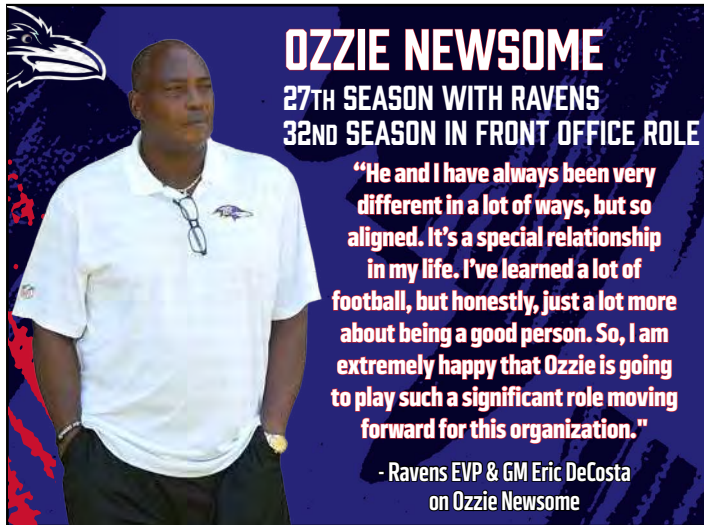 OZZIE NEWSOME
27TH SEASON WITH RAVENS
32ND SEASON IN FRONT OFFICE ROLE
“He and I have always been very
different in a lot of ways, but so
aligned. It’s a special relationship
in my life. I’ve learned a lot of
football, but honestly, just a lot more
about being a good person. So, I am
extremely happy that Ozzie is going
to play such a significant role moving
forward for this organization."
- Ravens EVP & GM Eric DeCosta
on Ozzie Newsome